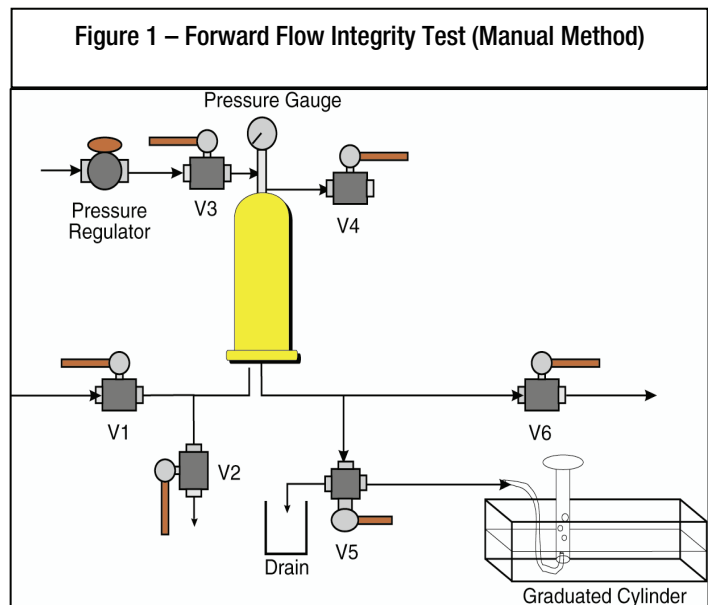 Figure 1 – Forward Flow Integrity Test (Manual Method)
Pressure Gauge
Pressure
Regulator
V3
V4
V1
V6
V2
V5
Drain
Graduated Cylinder